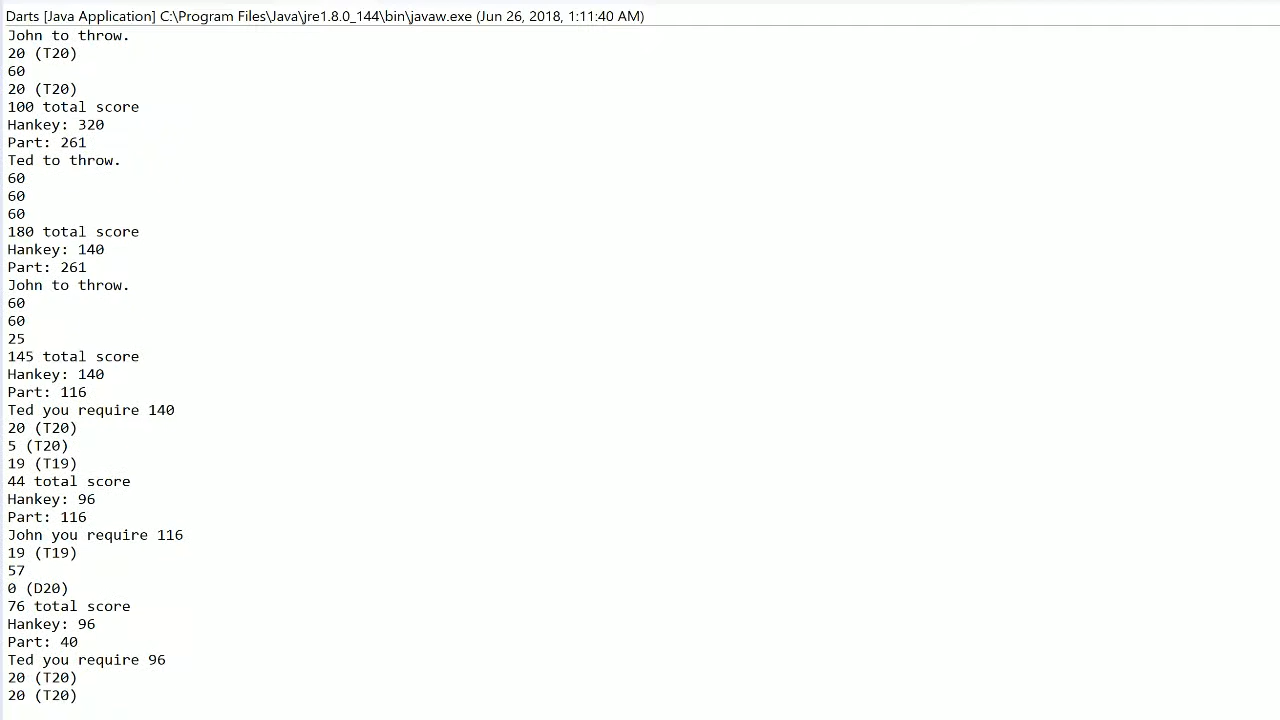 Darts [Java Application] C:\Program Files\Java\jre1.8.0_144\bin\javaw.exe (Jun 26, 2018, 1:11:40 AM)
John to throw.
20 (T20)
60
20 (T20)
100 total score
Hankey: 320
Part: 261
Ted to throw.
60
60
60
180 total score
Hankey: 140
Part: 261
John to throw.
60
60
25
145 total score
Hankey: 140
Part: 116
Ted you require 140
20 (T20)
5 (T20)
19 (T19)
44 total score
Hankey: 96
Part: 116
John you require 116
19 (T19)
57
0 (D20)
76 total score
Hankey: 96
Part: 40
Ted you require 96
20 (T20)
20 (T20)